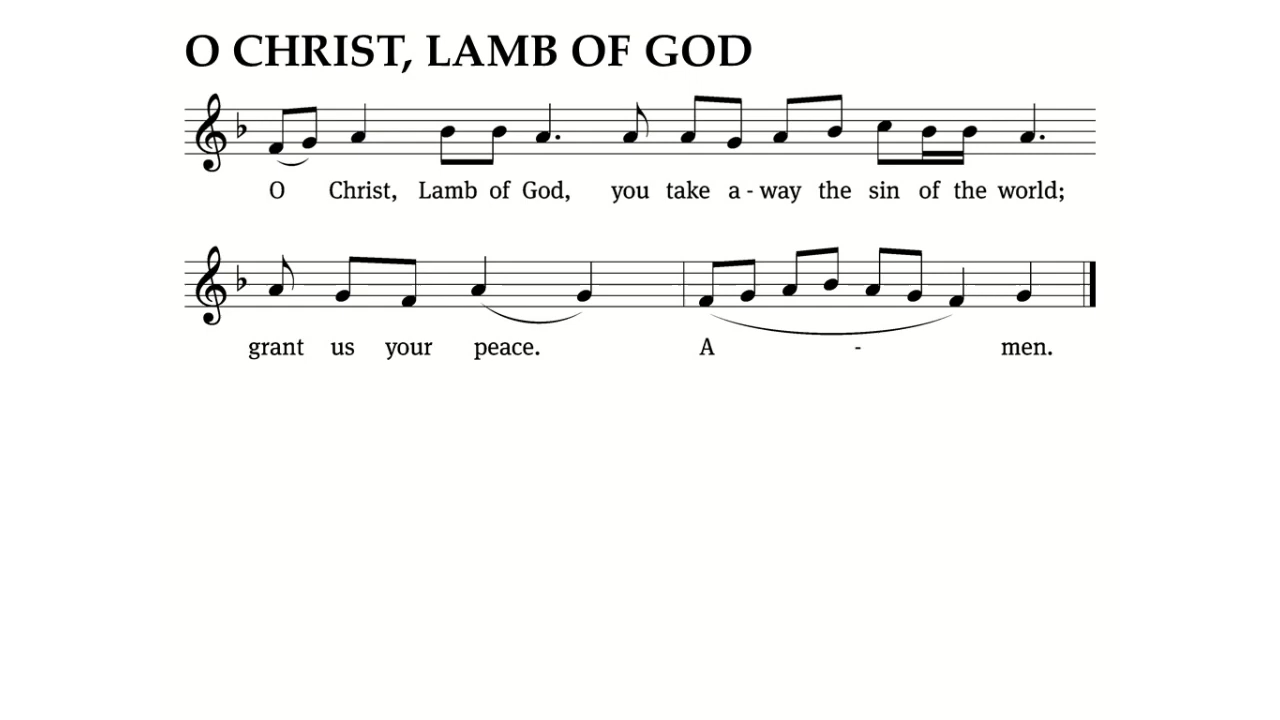 O CHRIST, LAMB OF GOD
O Christ, Lamb of God, you take a - way the sin of the world;
grant us your peace. A - men.